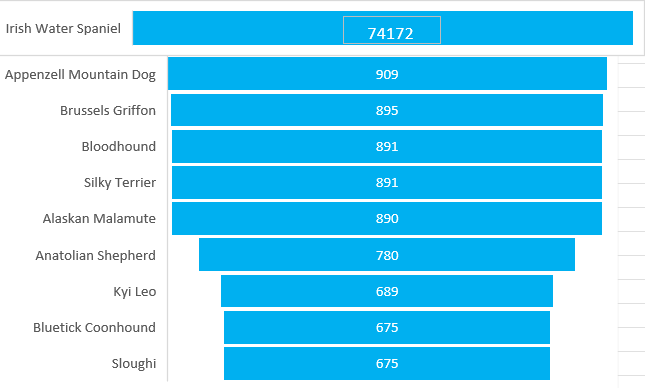 Irish Water Spaniel 74172
Appenzell Mountain Dog 909
Brussels Griffon 895
Bloodhound 891
Silky Terrier 891
Alaskan Malamute 890
Anatolian Shepherd 780
Kyi Leo 689
Bluetick Coonhound 675
Sloughi 675